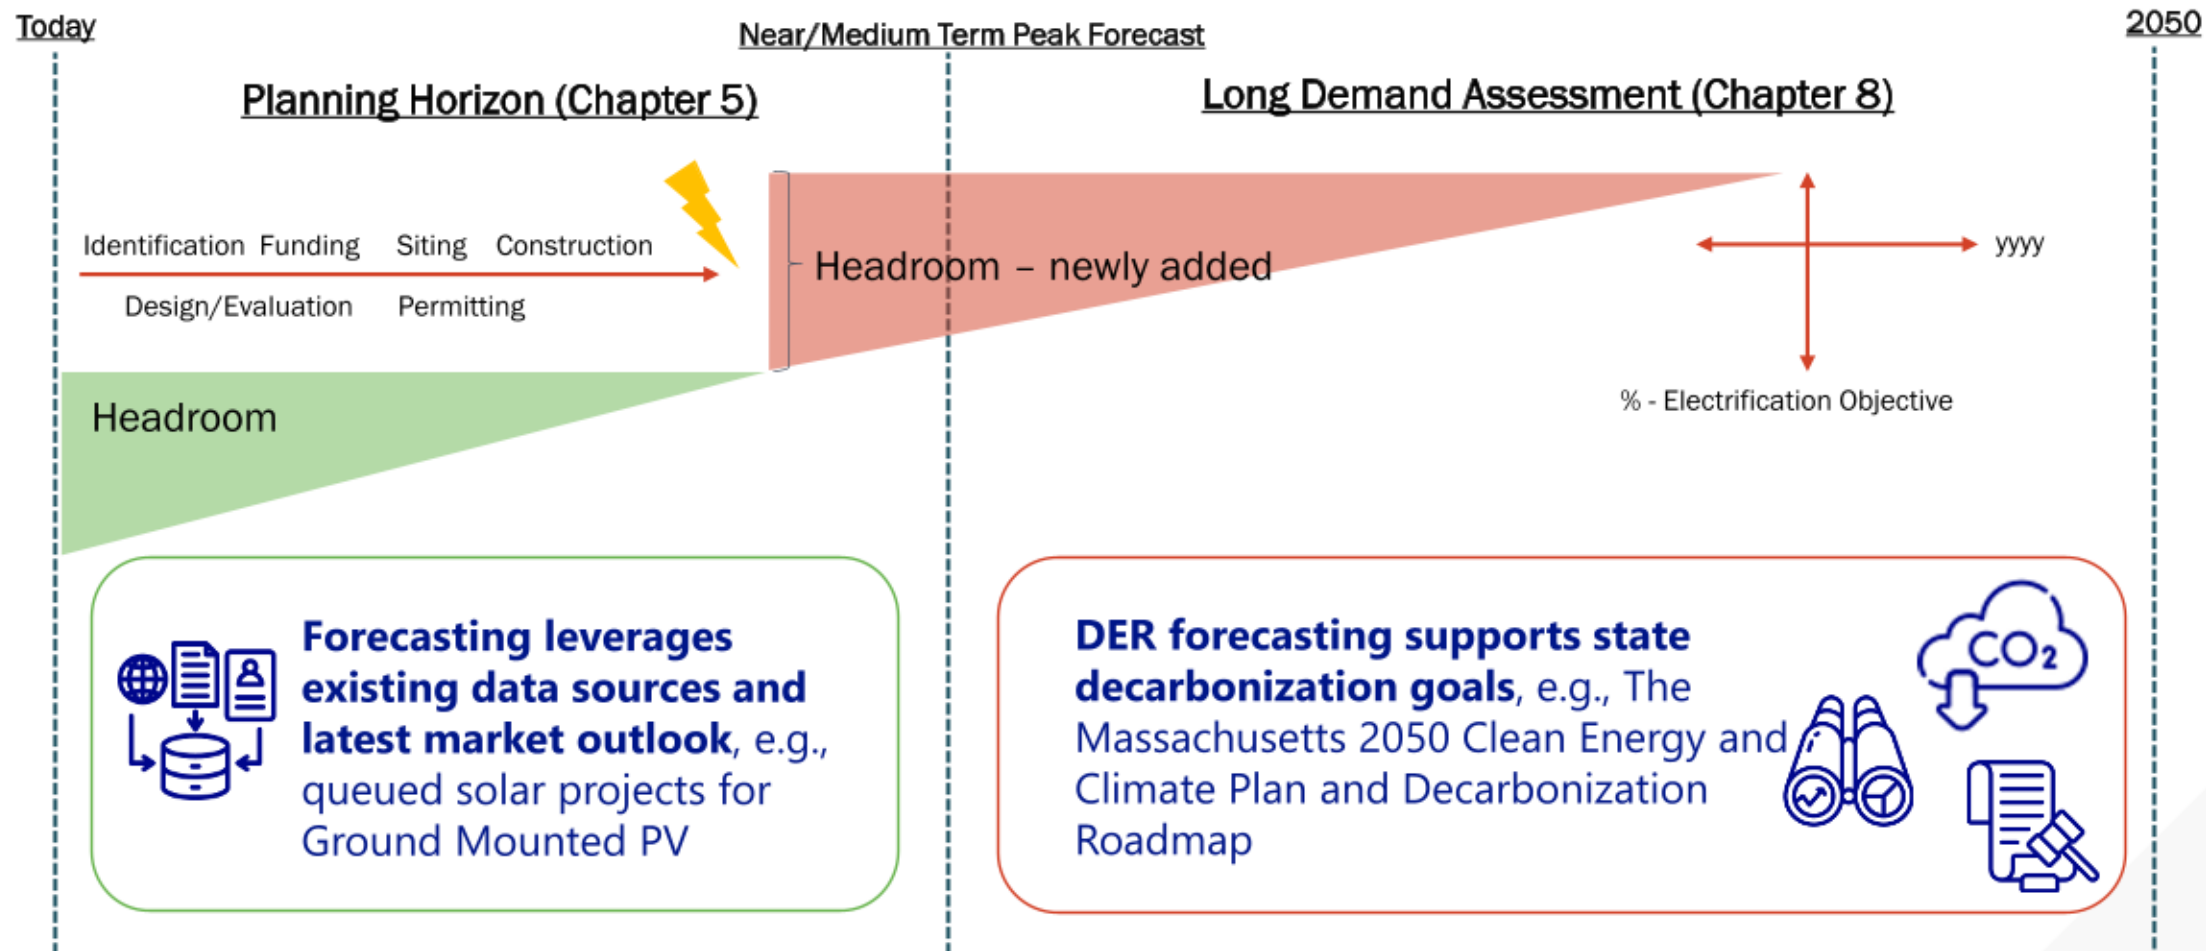 Today
Near/Medium Term Peak Forecast
2050
Planning Horizon (Chapter 5)
Long Demand Assessment (Chapter 8)
Identification Funding Siting Construction
Design/Evaluation Permitting
Headroom – newly added
yyyy
% - Electrification Objective
Headroom
Forecasting leverages
existing data sources and
latest market outlook, e.g.,
queued solar projects for
Ground Mounted PV
DER forecasting supports state
decarbonization goals, e.g., The
Massachusetts 2050 Clean Energy and
Climate Plan and Decarbonization
Roadmap
CO2